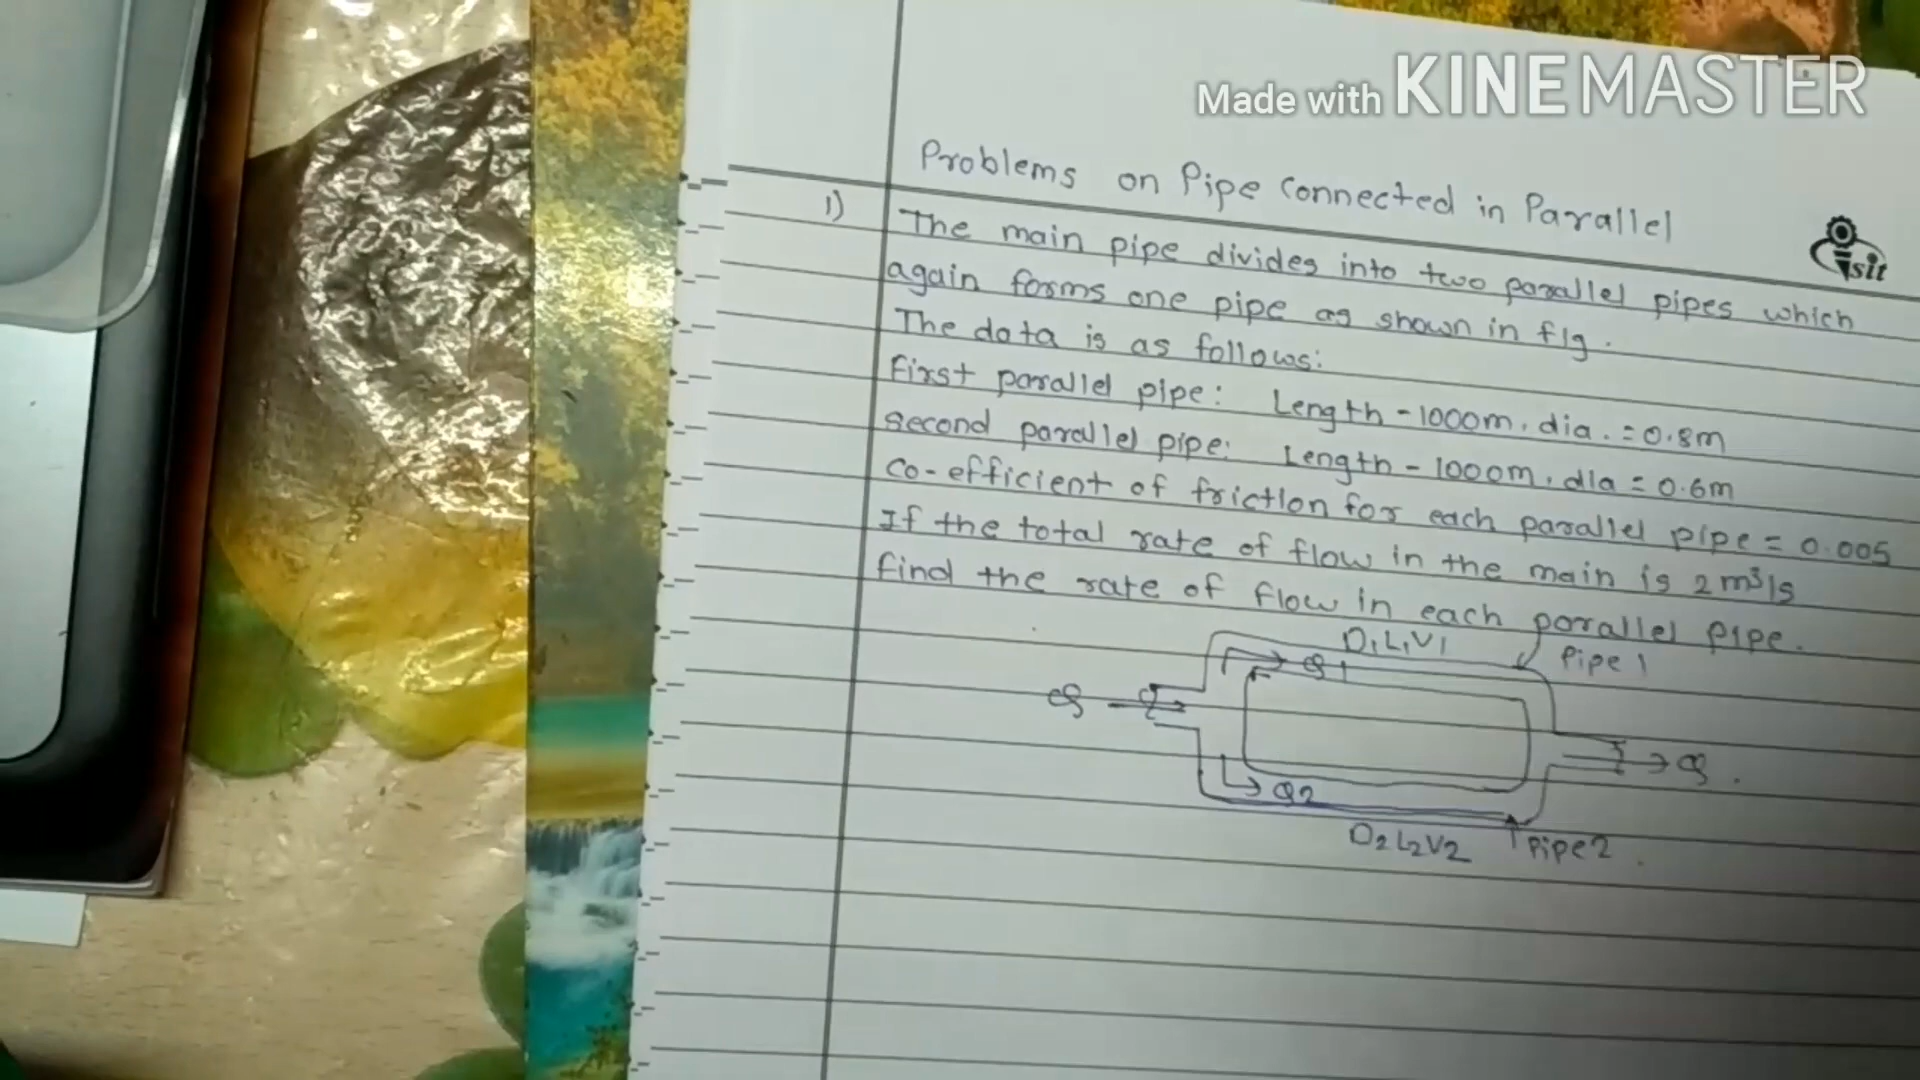 Made with KINEMASTER
Problems on Pipe Connected in Parallel
isit
1) The main pipe divides into two parallel pipes which
again forms one pipe as shown in fig.
The data is as follows:
First parallel pipe: Length - 1000m, dia. = 0.8m
Second parallel pipe: Length - 1000m, dia = 0.6m
Co-efficient of friction for each parallel pipe = 0.005
If the total rate of flow in the main is 2 m³/s
find the rate of flow in each parallel pipe.
D1L1V1
Pipe 1
Q1
Q
Q.
Q2
D2L2V2
Pipe2.